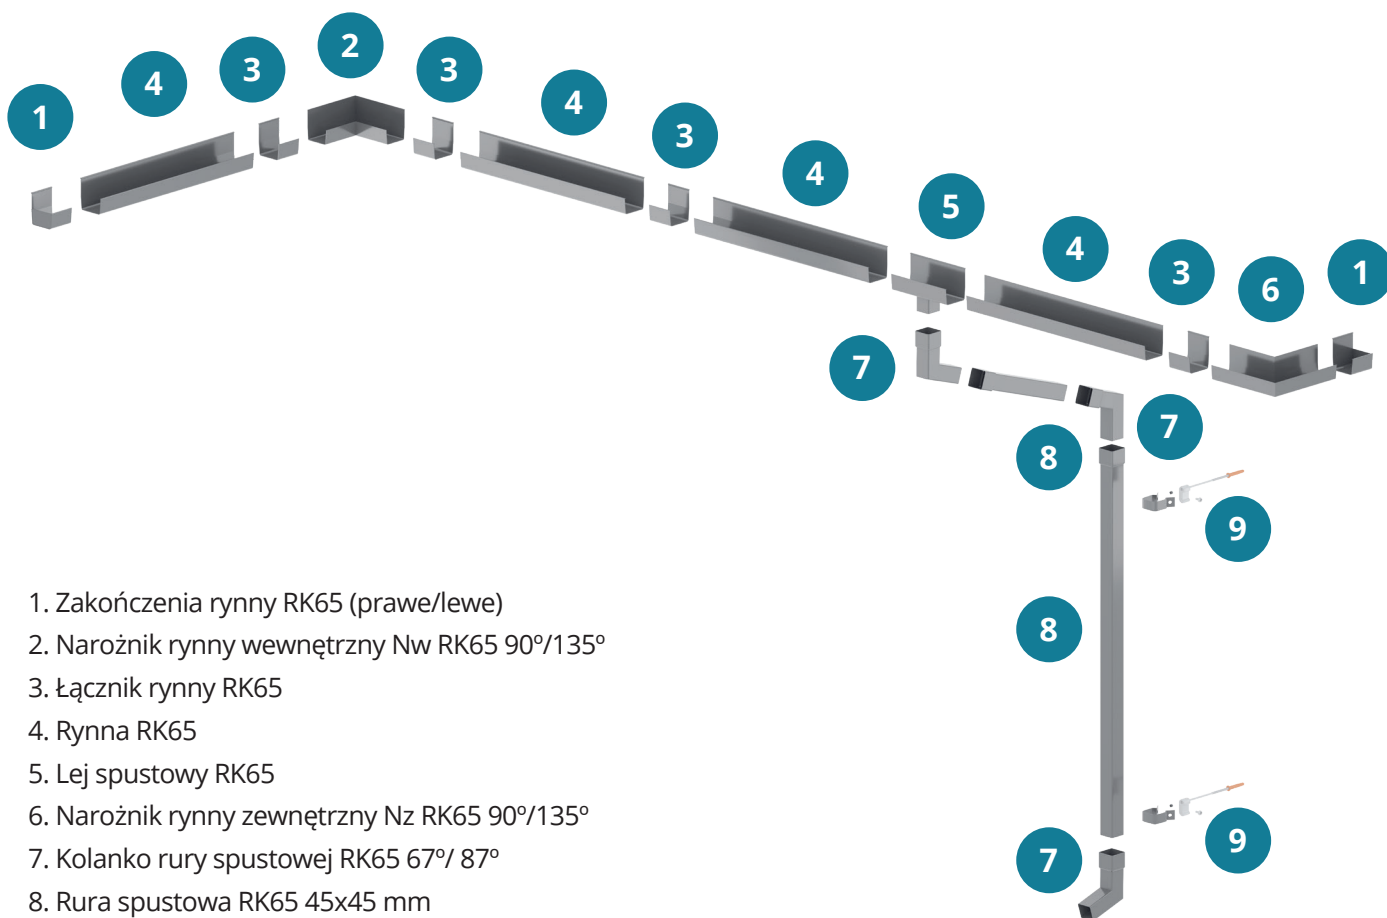 2
3
3
4
4
1
3
4
5
4
3
6
1
7
7
8
9
1. Zakończenia rynny RK65 (prawe/lewe)
2. Narożnik rynny wewnętrzny Nw RK65 90º/135º
8
3. Łącznik rynny RK65
4. Rynna RK65
5. Lej spustowy RK65
6. Narożnik rynny zewnętrzny Nz RK65 90º/135º
9
7. Kolanko rury spustowej RK65 67º/ 87º
7
8. Rura spustowa RK65 45x45 mm